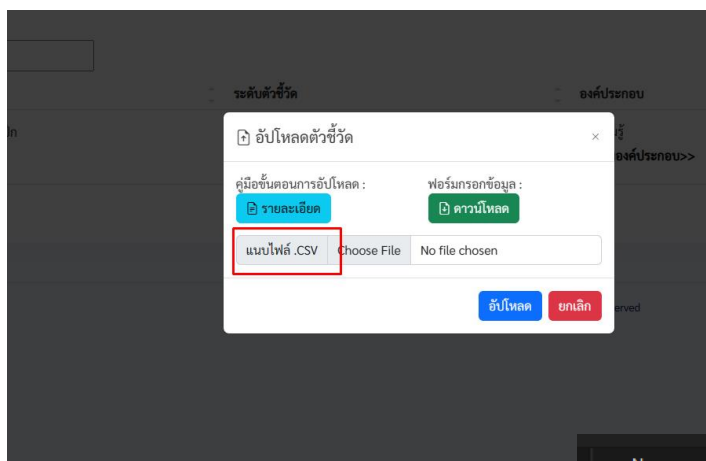 ระดับตัวชี้วัด องค์ประกอบ
อัปโหลดตัวชี้วัด ×
องค์ประกอบ>>
คู่มือขั้นตอนการอัปโหลด : ฟอร์มกรอกข้อมูล :
รายละเอียด ดาวน์โหลด
แนบไฟล์ .CSV Choose File No file chosen
อัปโหลด ยกเลิก